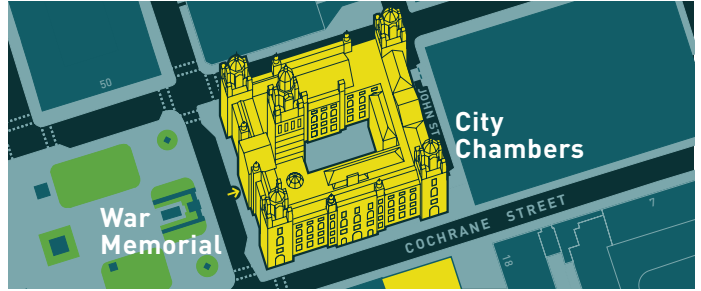 50
JOHN ST
City
Chambers
War
Memorial
COCHRANE STREET
7
18